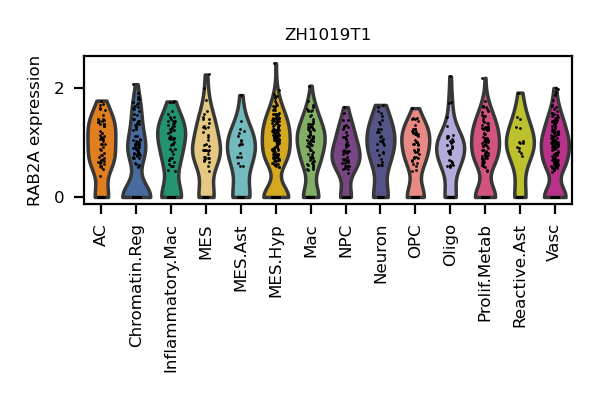 ZH1019T1
RAB2A expression
2
0
AC
Chromatin.Reg
Inflammatory.Mac
MES
MES.Ast
MES.Hyp
Mac
NPC
Neuron
OPC
Oligo
Prolif.Metab
Reactive.Ast
Vasc